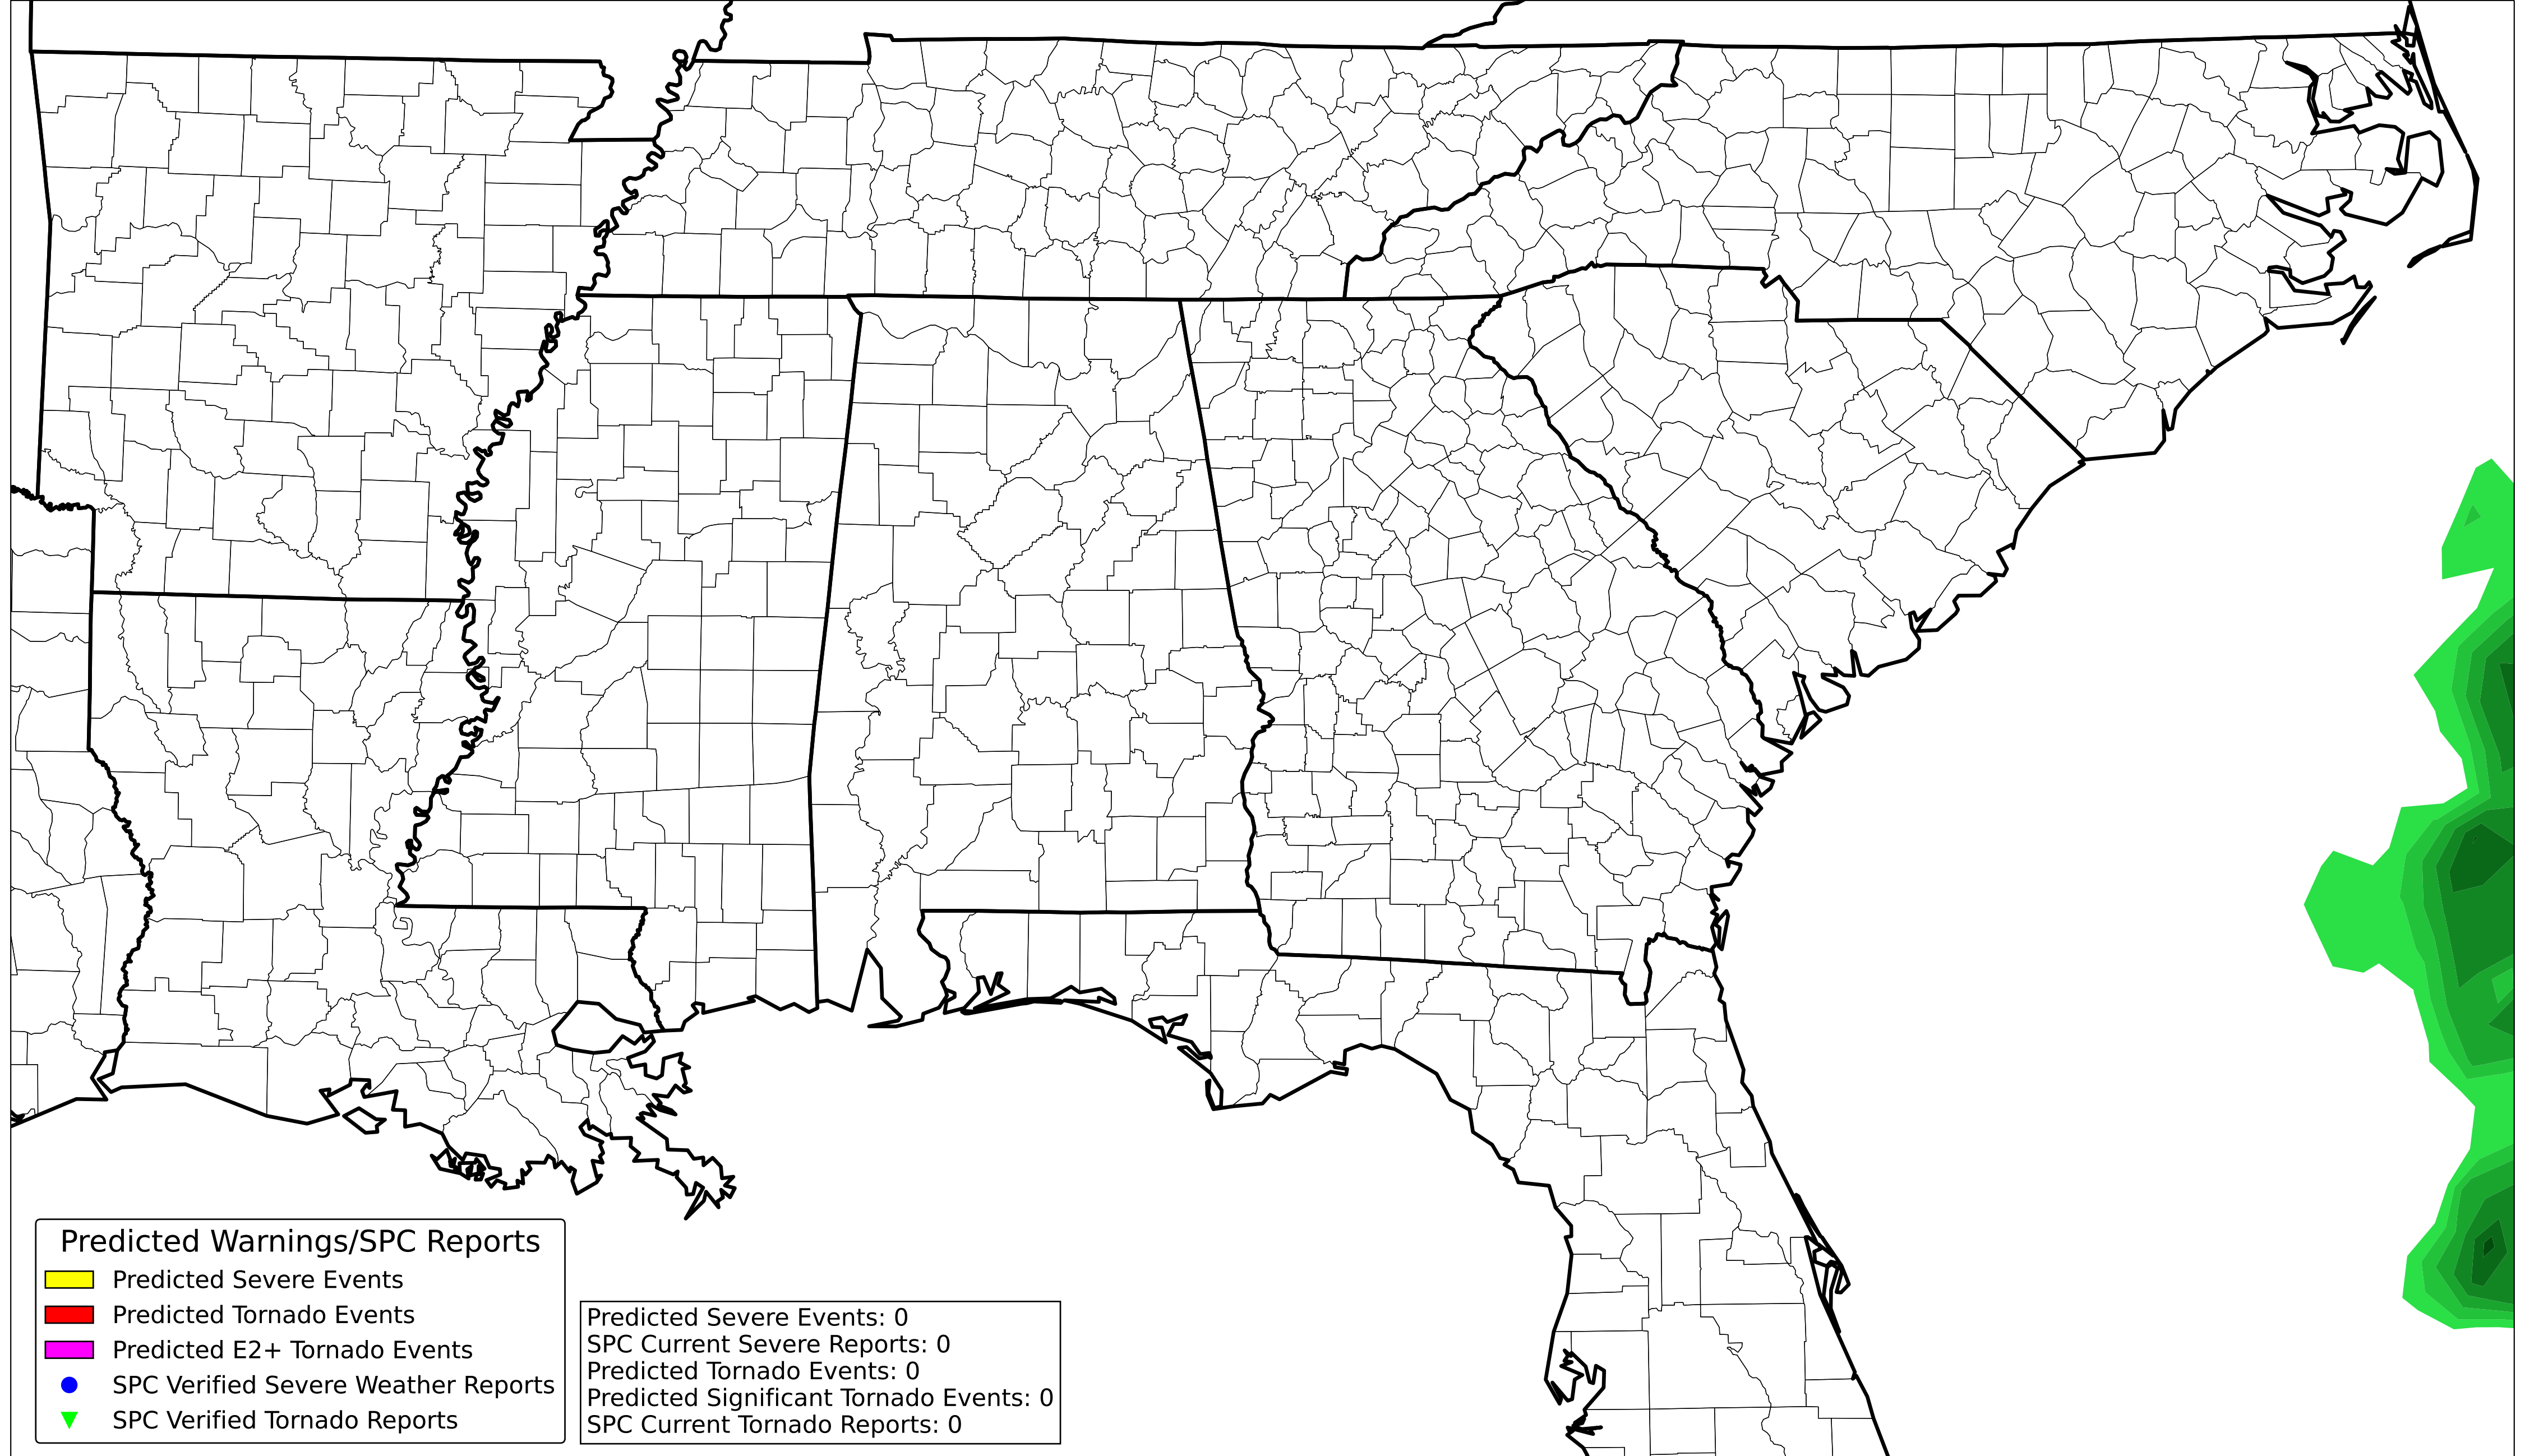 Predicted Warnings/SPC Reports
Predicted Severe Events
Predicted Tornado Events
Predicted E2+ Tornado Events
SPC Verified Severe Weather Reports
SPC Verified Tornado Reports
Predicted Severe Events: 0
SPC Current Severe Reports: 0
Predicted Tornado Events: 0
Predicted Significant Tornado Events: 0
SPC Current Tornado Reports: 0